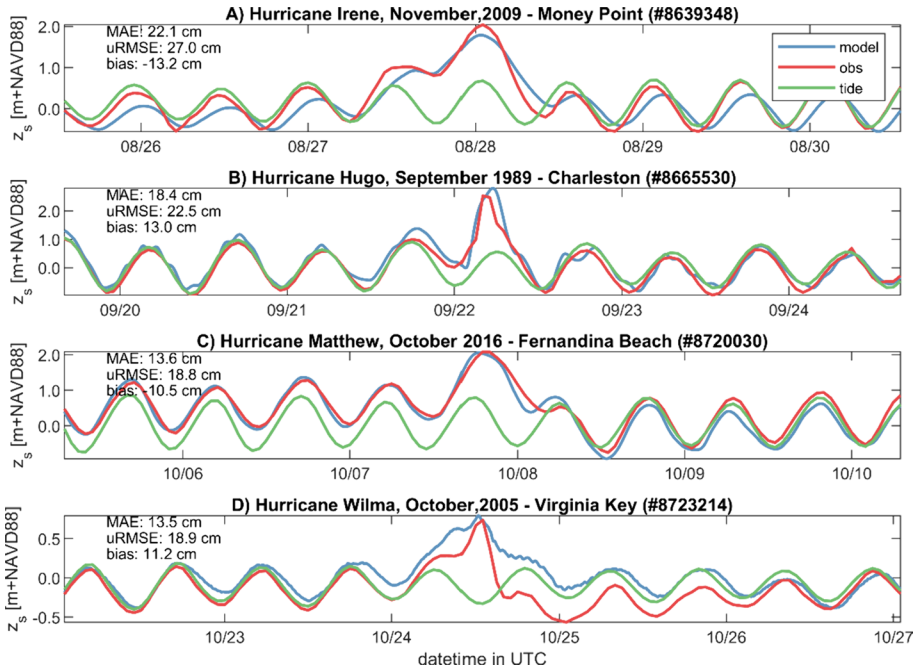 A) Hurricane Irene, November,2009 - Money Point (#8639348)
MAE: 22.1 cm
uRMSE: 27.0 cm
bias: -13.2 cm
model
obs
tide
2.0
1.0
0.0
z_s [m+NAVD88]
08/26 08/27 08/28 08/29 08/30
B) Hurricane Hugo, September 1989 - Charleston (#8665530)
MAE: 18.4 cm
uRMSE: 22.5 cm
bias: 13.0 cm
2.0
1.0
0.0
z_s [m+NAVD88]
09/20 09/21 09/22 09/23 09/24
C) Hurricane Matthew, October 2016 - Fernandina Beach (#8720030)
MAE: 13.6 cm
uRMSE: 18.8 cm
bias: -10.5 cm
2.0
1.0
0.0
z_s [m+NAVD88]
10/06 10/07 10/08 10/09 10/10
D) Hurricane Wilma, October,2005 - Virginia Key (#8723214)
MAE: 13.5 cm
uRMSE: 18.9 cm
bias: 11.2 cm
0.5
0.0
-0.5
z_s [m+NAVD88]
10/23 10/24 10/25 10/26 10/27
datetime in UTC